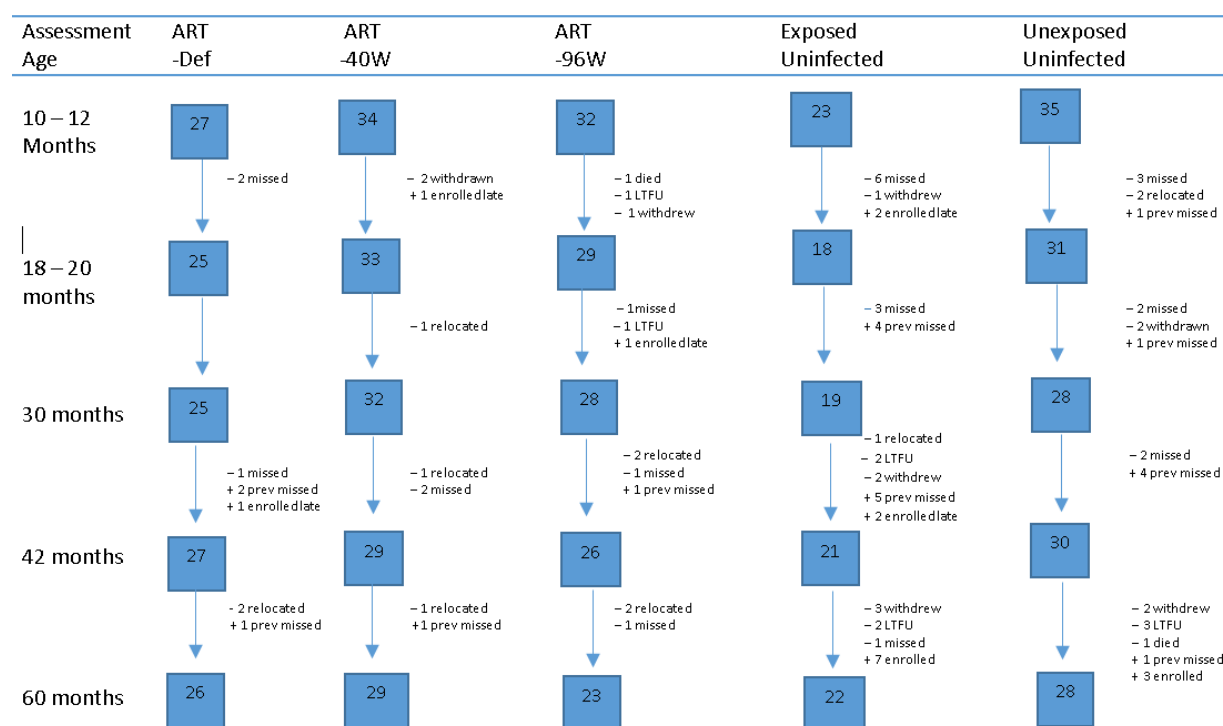 Assessment Age
ART -Def
ART -40W
ART -96W
Exposed Uninfected
Unexposed Uninfected
10 – 12 Months
27
34
32
23
35
– 2 missed
– 2 withdrawn
+ 1 enrolled late
– 1 died
– 1 LTFU
– 1 withdrew
– 6 missed
– 1 withdrew
+ 2 enrolled late
– 3 missed
– 2 relocated
+ 1 prev missed
18 – 20 months
25
33
29
18
31
– 1 relocated
– 1 missed
– 1 LTFU
+ 1 enrolled late
– 3 missed
+ 4 prev missed
– 2 missed
– 2 withdrawn
+ 1 prev missed
30 months
25
32
28
19
28
– 1 missed
+ 2 prev missed
+ 1 enrolled late
– 1 relocated
– 2 missed
– 2 relocated
– 1 missed
+ 1 prev missed
– 1 relocated
– 2 LTFU
– 2 withdrew
+ 5 prev missed
+ 2 enrolled late
– 2 missed
+ 4 prev missed
42 months
27
29
26
21
30
- 2 relocated
+ 1 prev missed
– 1 relocated
+1 prev missed
– 2 relocated
– 1 missed
– 3 withdrew
– 2 LTFU
– 1 missed
+ 7 enrolled
– 2 withdrew
– 3 LTFU
– 1 died
+ 1 prev missed
+ 3 enrolled
60 months
26
29
23
22
28